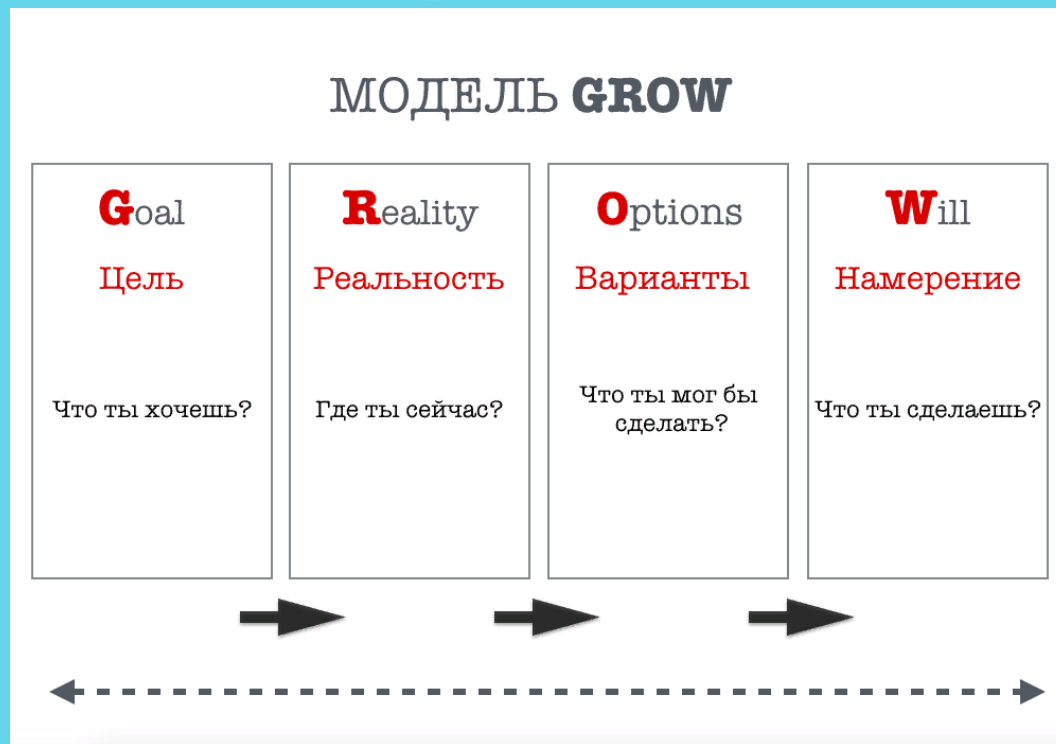 МОДЕЛЬ GROW
Goal
Цель
Что ты хочешь?
Reality
Реальность
Где ты сейчас?
Options
Варианты
Что ты мог бы
сделать?
Will
Намерение
Что ты сделаешь?